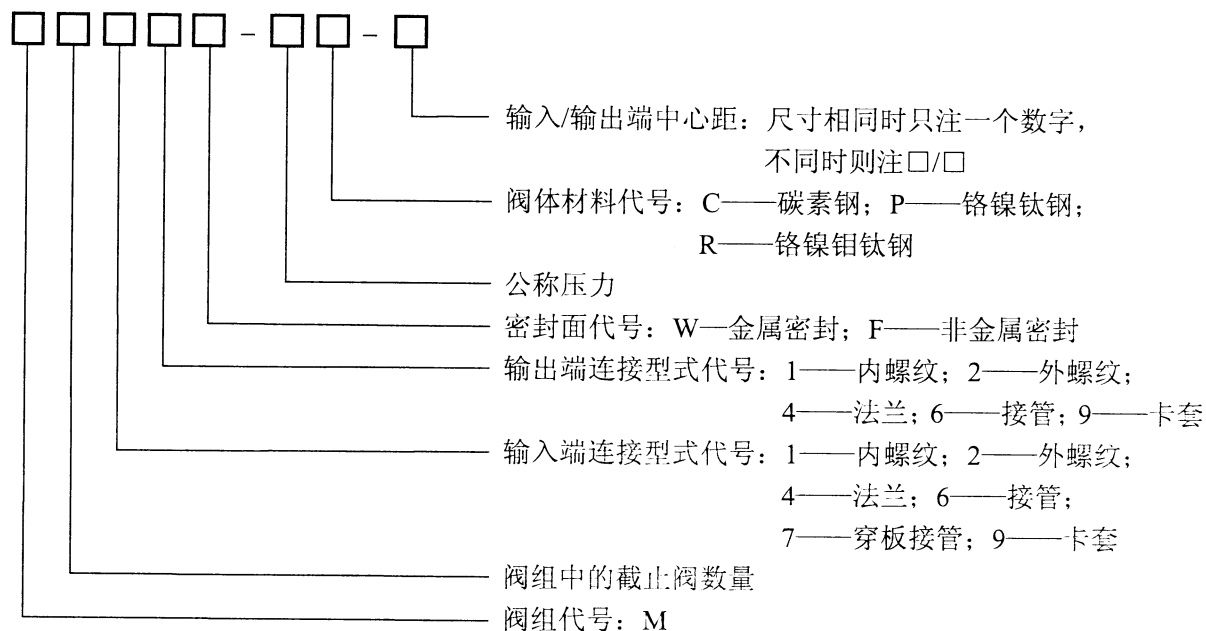 □□□□□-□□-□
输入/输出端中心距：尺寸相同时只注一个数字，
不同时则注□/□
阀体材料代号：C——碳素钢；P——铬镍钛钢；
R——铬镍钼钛钢
公称压力
密封面代号：W—金属密封；F——非金属密封
输出端连接型式代号：1——内螺纹；2——外螺纹；
4——法兰；6——接管；9——卡套
输入端连接型式代号：1——内螺纹；2——外螺纹；
4——法兰；6——接管；
7——穿板接管；9——卡套
阀组中的截止阀数量
阀组代号：M